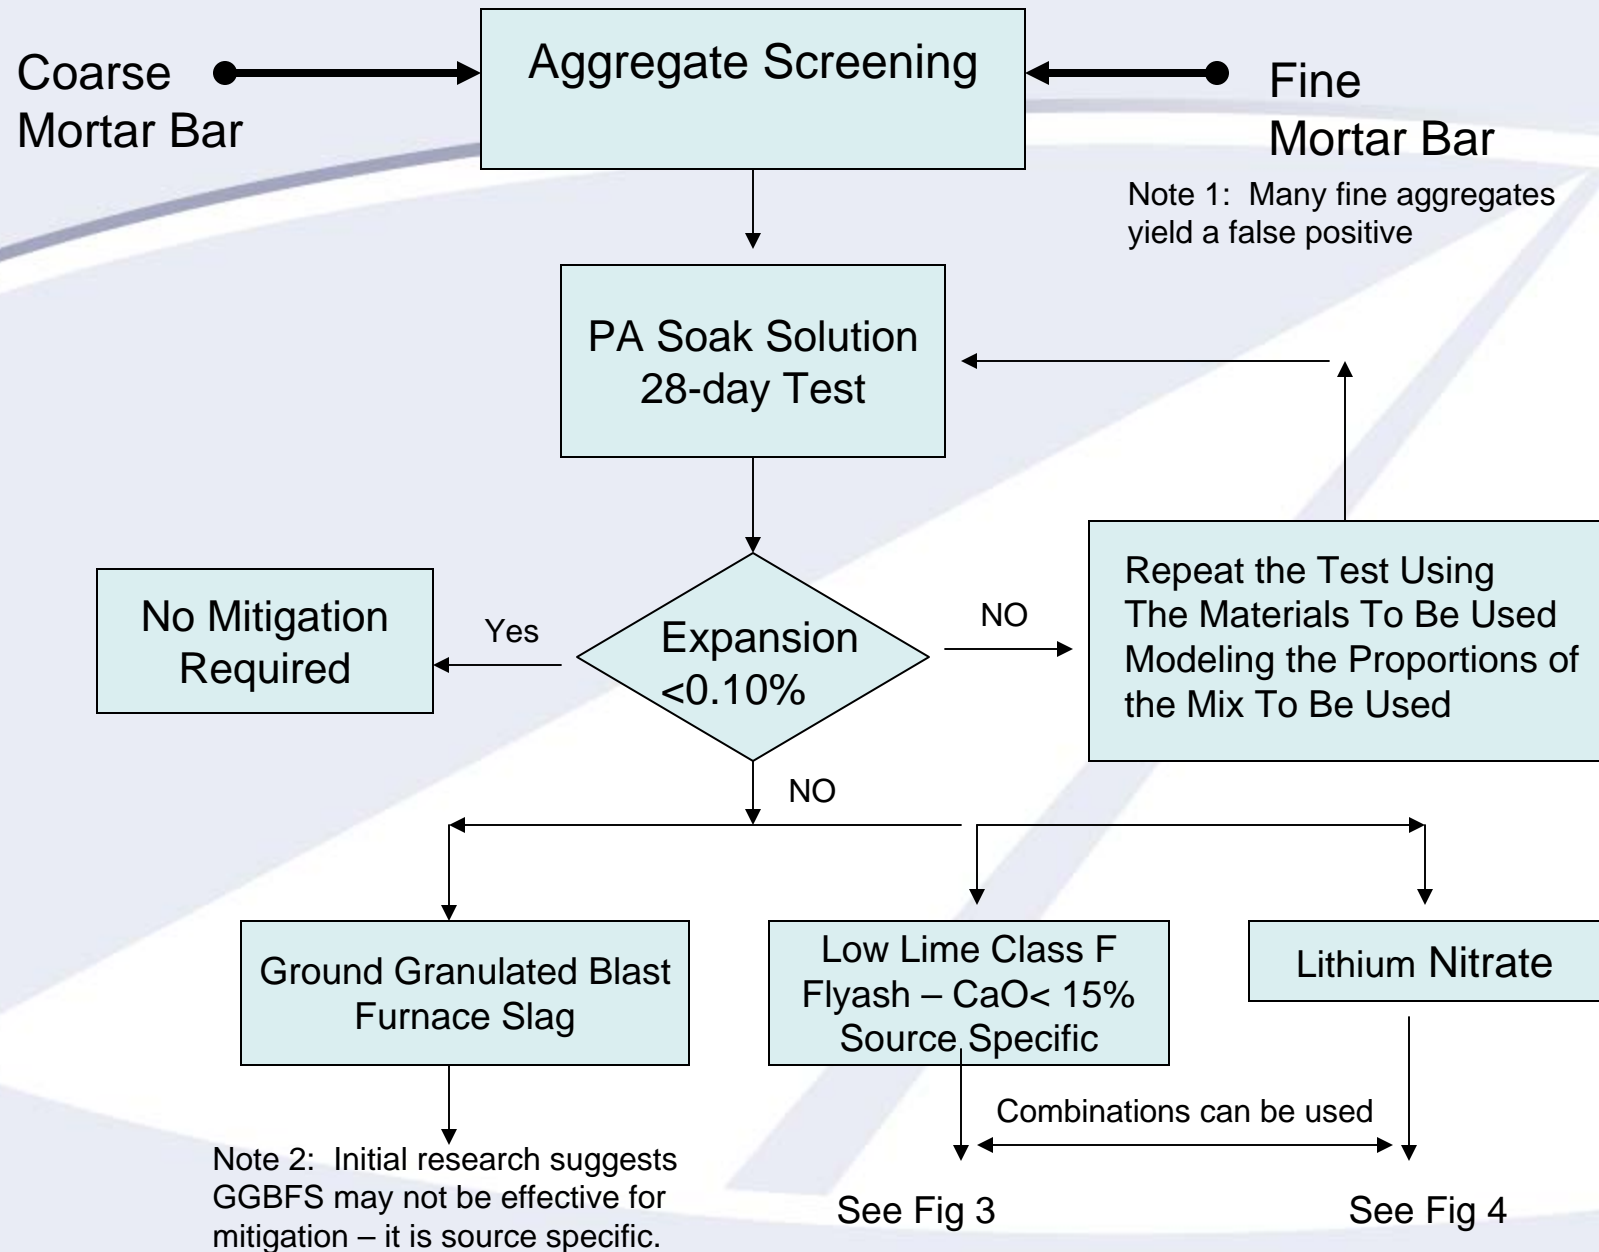 Aggregate Screening
Coarse
Mortar Bar
Fine
Mortar Bar
Note 1:  Many fine aggregates
yield a false positive
PA Soak Solution
28-day Test
No Mitigation
Required
Yes
Expansion
<0.10%
NO
Repeat the Test Using
The Materials To Be Used
Modeling the Proportions of
the Mix To Be Used
NO
Ground Granulated Blast
Furnace Slag
Low Lime Class F
Flyash – CaO< 15%
Source Specific
Lithium Nitrate
Combinations can be used
Note 2:  Initial research suggests
GGBFS may not be effective for
mitigation – it is source specific.
See Fig 3
See Fig 4